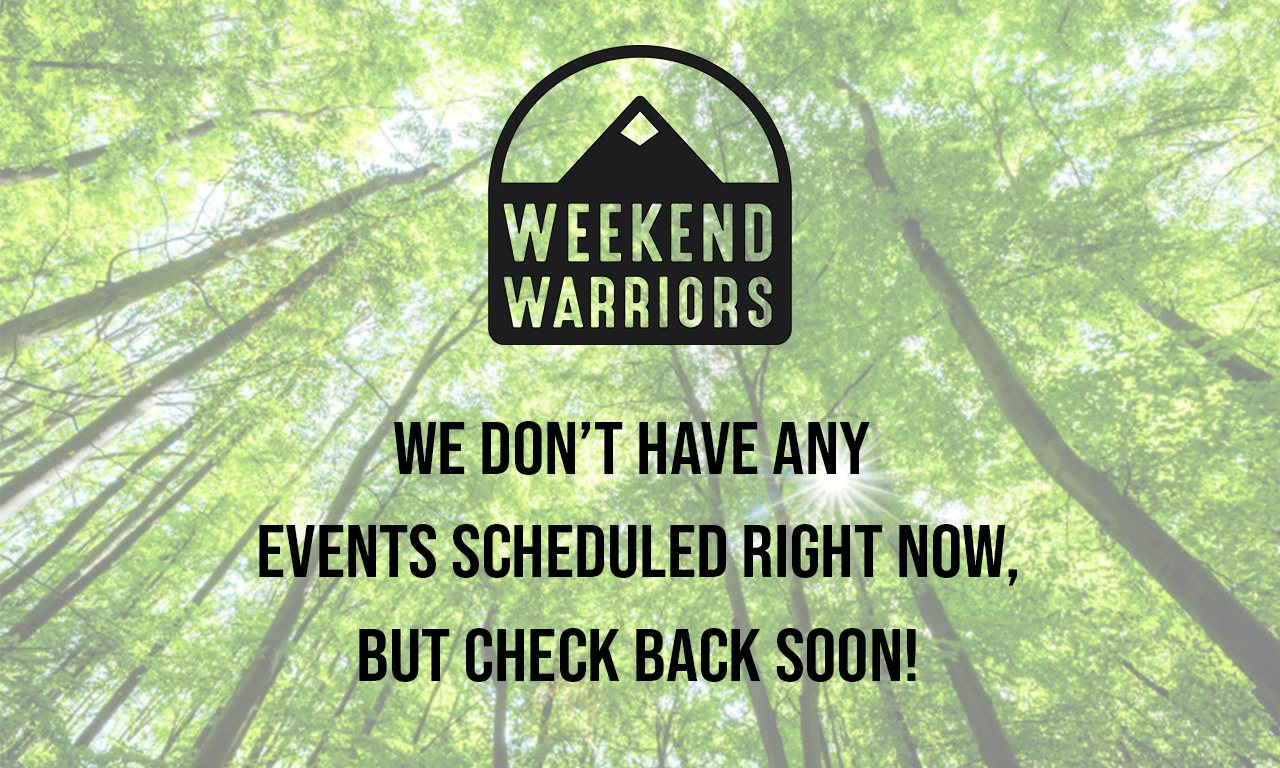 WEEKEND
WARRIORS
WE DON’T HAVE ANY
EVENTS SCHEDULED RIGHT NOW,
BUT CHECK BACK SOON!